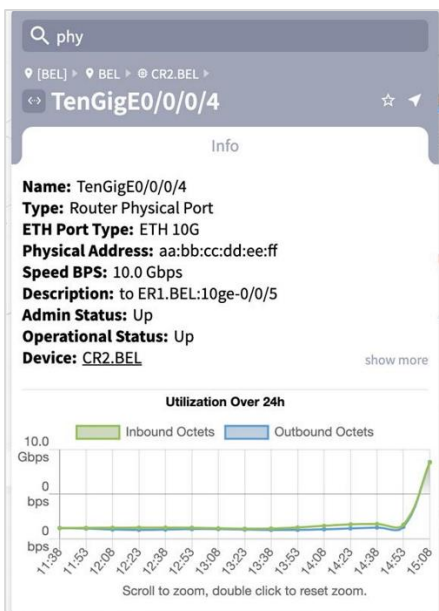 phy
[BEL] BEL CR2.BEL
TenGigE0/0/0/4
Info
Name: TenGigE0/0/0/4
Type: Router Physical Port
ETH Port Type: ETH 10G
Physical Address: aa:bb:cc:dd:ee:ff
Speed BPS: 10.0 Gbps
Description: to ER1.BEL:10ge-0/0/5
Admin Status: Up
Operational Status: Up
Device: CR2.BEL show more
Utilization Over 24h
Inbound Octets Outbound Octets
10.0
Gbps
0
bps
0
bps
11:38 11:53 12:08 12:23 12:38 12:53 13:08 13:23 13:38 13:53 14:08 14:23 14:38 14:53 15:08
Scroll to zoom, double click to reset zoom.